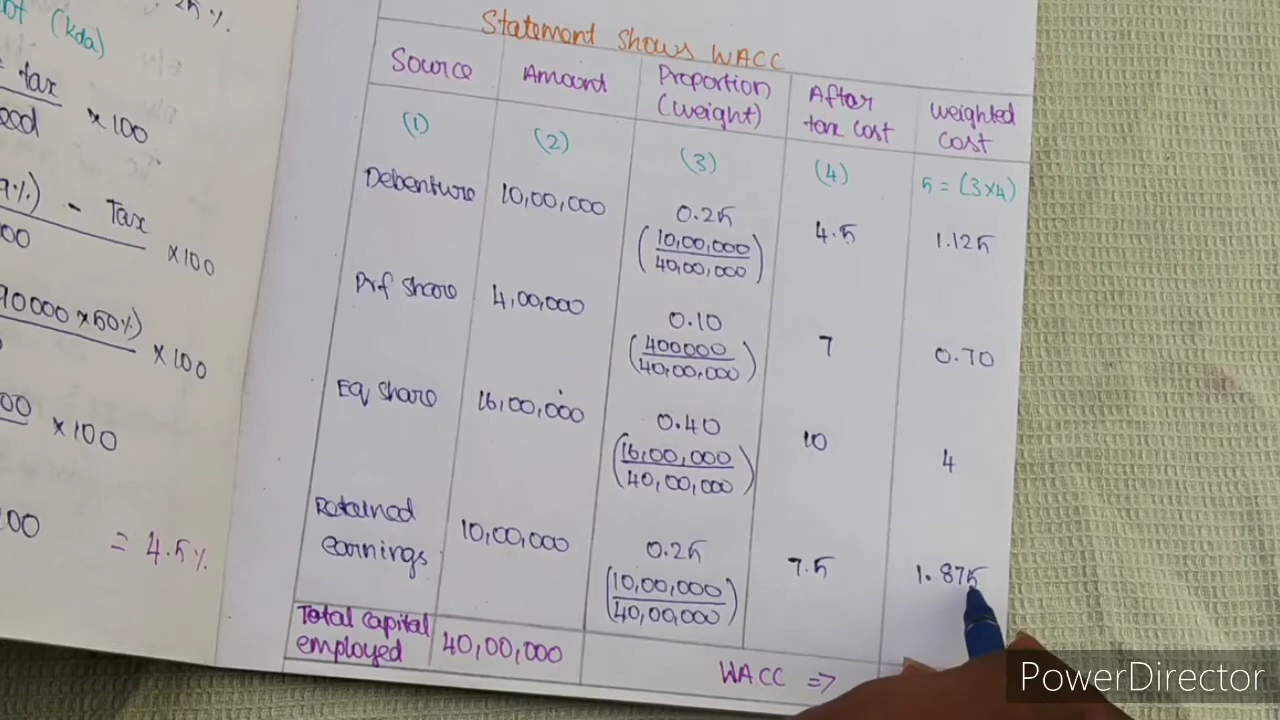 25%.
(kda)
tax
× 100
9%) - Tax
× 100
90000 × 50%)
× 100
× 100
= 4.5%
Statement Shows WACC
Source Amount Proportion (weight) After tax cost weighted cost
(1) (2) (3) (4) 5 = (3×4)
Debenture 10,00,000 0.25 4.5 1.125
(10,00,000
40,00,000)
Prf share 4,00,000 0.10 7 0.70
(400000
40,00,000)
Eq share 16,00,000 0.40 10 4
(16,00,000
40,00,000)
Retained earnings 10,00,000 0.25 7.5 1.875
(10,00,000
40,00,000)
Total capital employed 40,00,000 WACC =>
PowerDirector